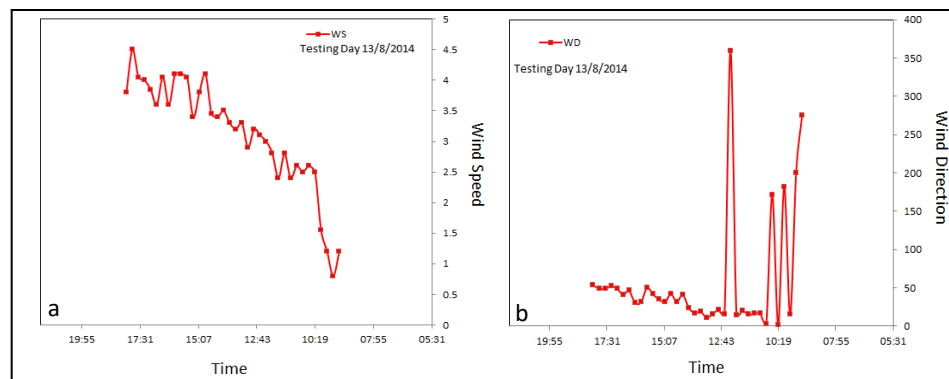 WS
Testing Day 13/8/2014
5
4.5
4
3.5
3
2.5
2
1.5
1
0.5
0
Wind Speed
a
19:55 17:31 15:07 12:43 10:19 07:55 05:31
Time
WD
Testing Day 13/8/2014
400
350
300
250
200
150
100
50
0
Wind Direction
b
19:55 17:31 15:07 12:43 10:19 07:55 05:31
Time